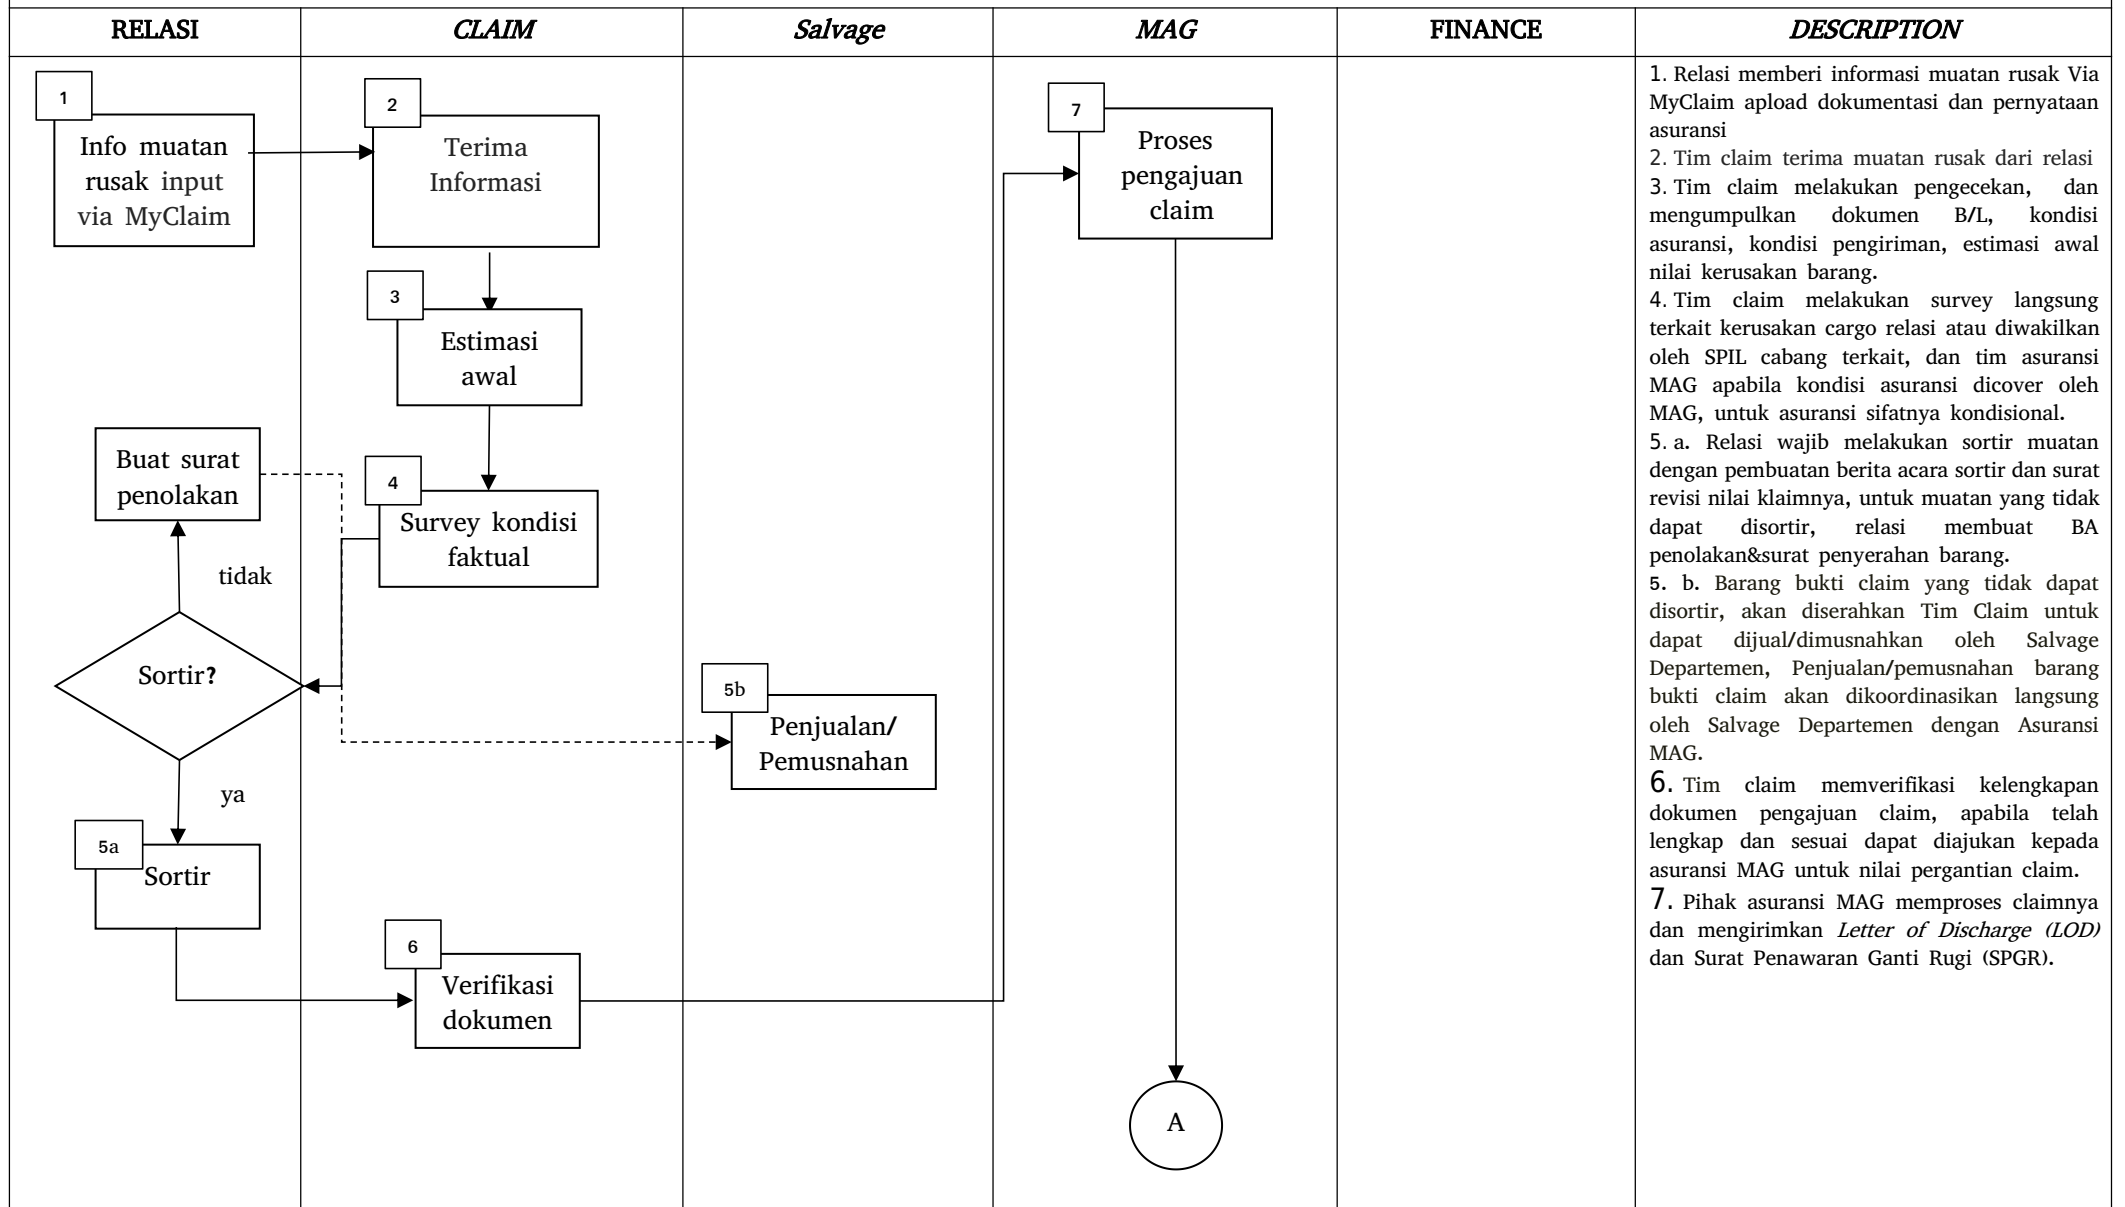 RELASI
CLAIM
Salvage
MAG
FINANCE
DESCRIPTION
1
Info muatan
rusak input
via MyClaim
2
Terima
Informasi
3
Estimasi
awal
4
Survey kondisi
faktual
Buat surat
penolakan
tidak
Sortir?
ya
5a
Sortir
5b
Penjualan/
Pemusnahan
6
Verifikasi
dokumen
7
Proses
pengajuan
claim
A
1. Relasi memberi informasi muatan rusak Via
MyClaim apload dokumentasi dan pernyataan
asuransi
2. Tim claim terima muatan rusak dari relasi
3. Tim claim melakukan pengecekan, dan
mengumpulkan dokumen B/L, kondisi
asuransi, kondisi pengiriman, estimasi awal
nilai kerusakan barang.
4. Tim claim melakukan survey langsung
terkait kerusakan cargo relasi atau diwakilkan
oleh SPIL cabang terkait, dan tim asuransi
MAG apabila kondisi asuransi dicover oleh
MAG, untuk asuransi sifatnya kondisional.
5. a. Relasi wajib melakukan sortir muatan
dengan pembuatan berita acara sortir dan surat
revisi nilai klaimnya, untuk muatan yang tidak
dapat disortir, relasi membuat BA
penolakan&surat penyerahan barang.
5. b. Barang bukti claim yang tidak dapat
disortir, akan diserahkan Tim Claim untuk
dapat dijual/dimusnahkan oleh Salvage
Departemen, Penjualan/pemusnahan barang
bukti claim akan dikoordinasikan langsung
oleh Salvage Departemen dengan Asuransi
MAG.
6. Tim claim memverifikasi kelengkapan
dokumen pengajuan claim, apabila telah
lengkap dan sesuai dapat diajukan kepada
asuransi MAG untuk nilai pergantian claim.
7. Pihak asuransi MAG memproses claimnya
dan mengirimkan Letter of Discharge (LOD)
dan Surat Penawaran Ganti Rugi (SPGR).